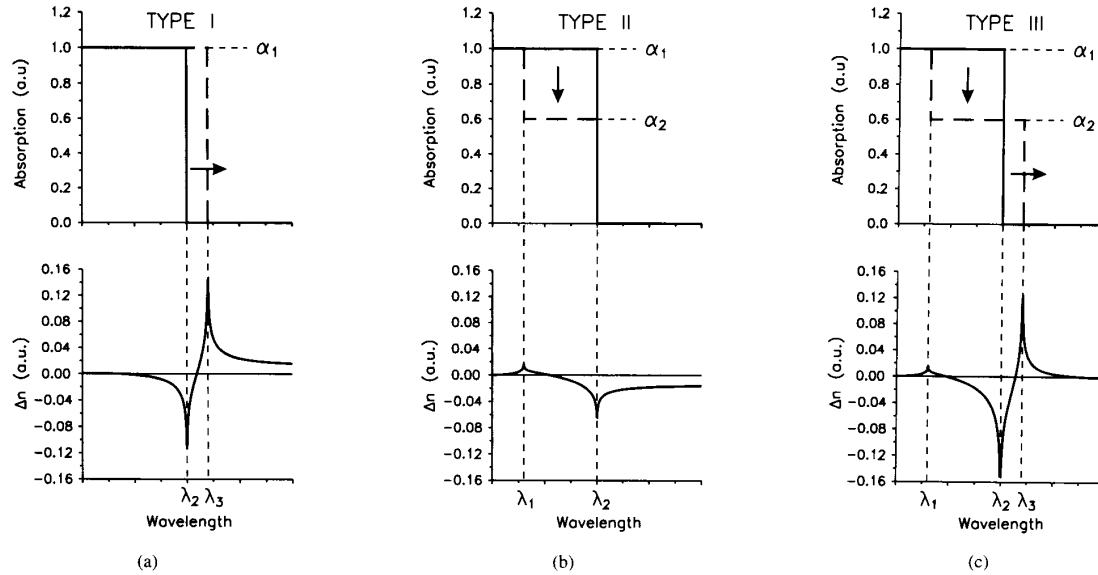 TYPE I
1.2
1.0
0.8
0.6
0.4
0.2
0.0
Absorption (a.u)
α₁
0.16
0.12
0.08
0.04
0.00
−0.04
−0.08
−0.12
−0.16
Δn (a.u.)
λ₂ λ₃
Wavelength
(a)
TYPE II
1.2
1.0
0.8
0.6
0.4
0.2
0.0
Absorption (a.u)
α₁
α₂
0.16
0.12
0.08
0.04
0.00
−0.04
−0.08
−0.12
−0.16
Δn (a.u.)
λ₁ λ₂
Wavelength
(b)
TYPE III
1.2
1.0
0.8
0.6
0.4
0.2
0.0
Absorption (a.u)
α₁
α₂
0.16
0.12
0.08
0.04
0.00
−0.04
−0.08
−0.12
−0.16
Δn (a.u.)
λ₁ λ₂ λ₃
Wavelength
(c)